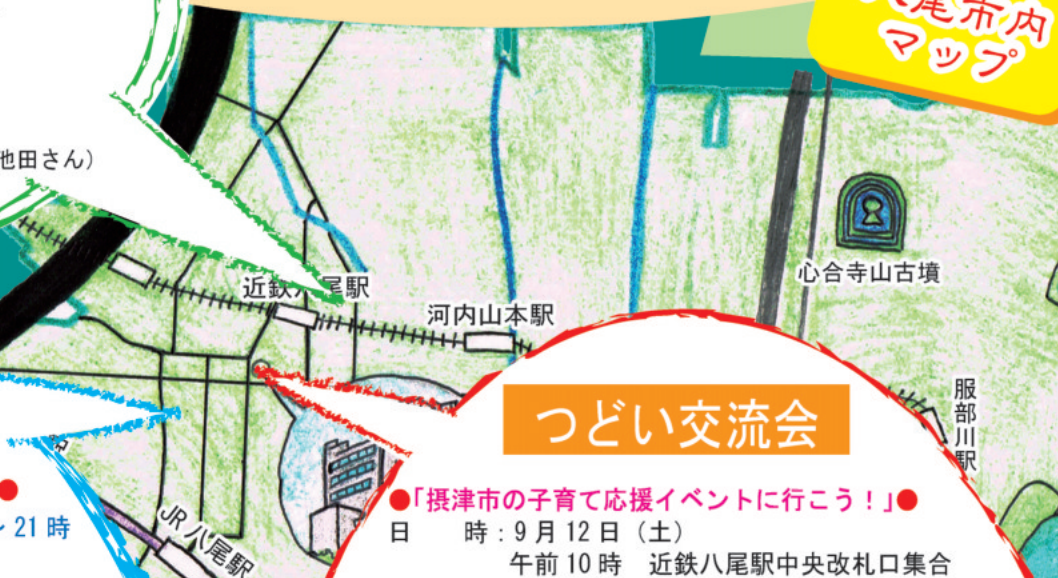 八尾市内
マップ
池田さん）
心合寺山古墳
近鉄八尾駅
河内山本駅
服部川駅
つどい交流会
●「摂津市の子育て応援イベントに行こう！」●
日　　時：9月12日（土）
午前10時　近鉄八尾駅中央改札口集合
21時
JR八尾駅